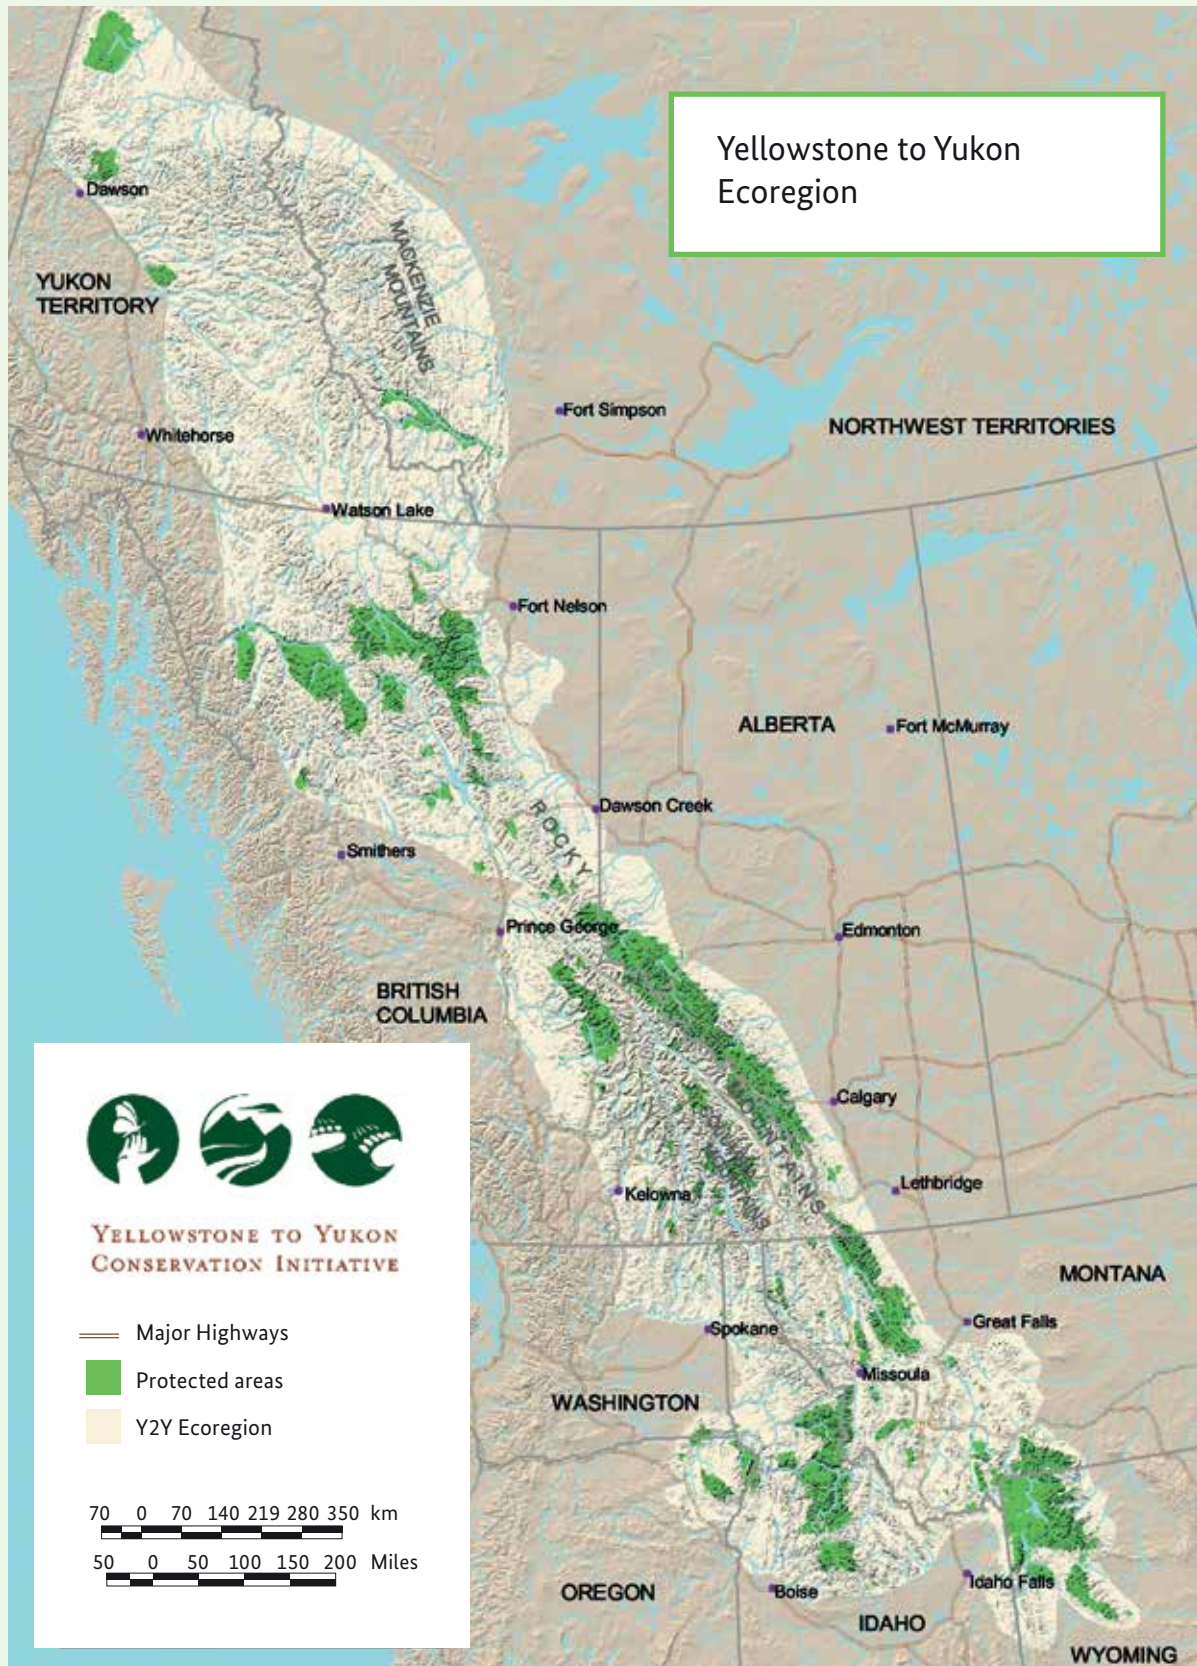 Yellowstone to Yukon
Ecoregion
Dawson
YUKON
TERRITORY
MACKENZIE
MOUNTAINS
Fort Simpson
NORTHWEST TERRITORIES
Whitehorse
Watson Lake
Fort Nelson
ALBERTA
Fort McMurray
Dawson Creek
ROCKY
Smithers
Prince George
Edmonton
BRITISH
COLUMBIA
Calgary
MOUNTAINS
COLUMBIA
MOUNTAINS
Kelowna
Lethbridge
MONTANA
Great Falls
Spokane
Missoula
WASHINGTON
OREGON
Boise
Idaho Falls
IDAHO
WYOMING
YELLOWSTONE TO YUKON
CONSERVATION INITIATIVE
Major Highways
Protected areas
Y2Y Ecoregion
70 0 70 140 219 280 350 km
50 0 50 100 150 200 Miles